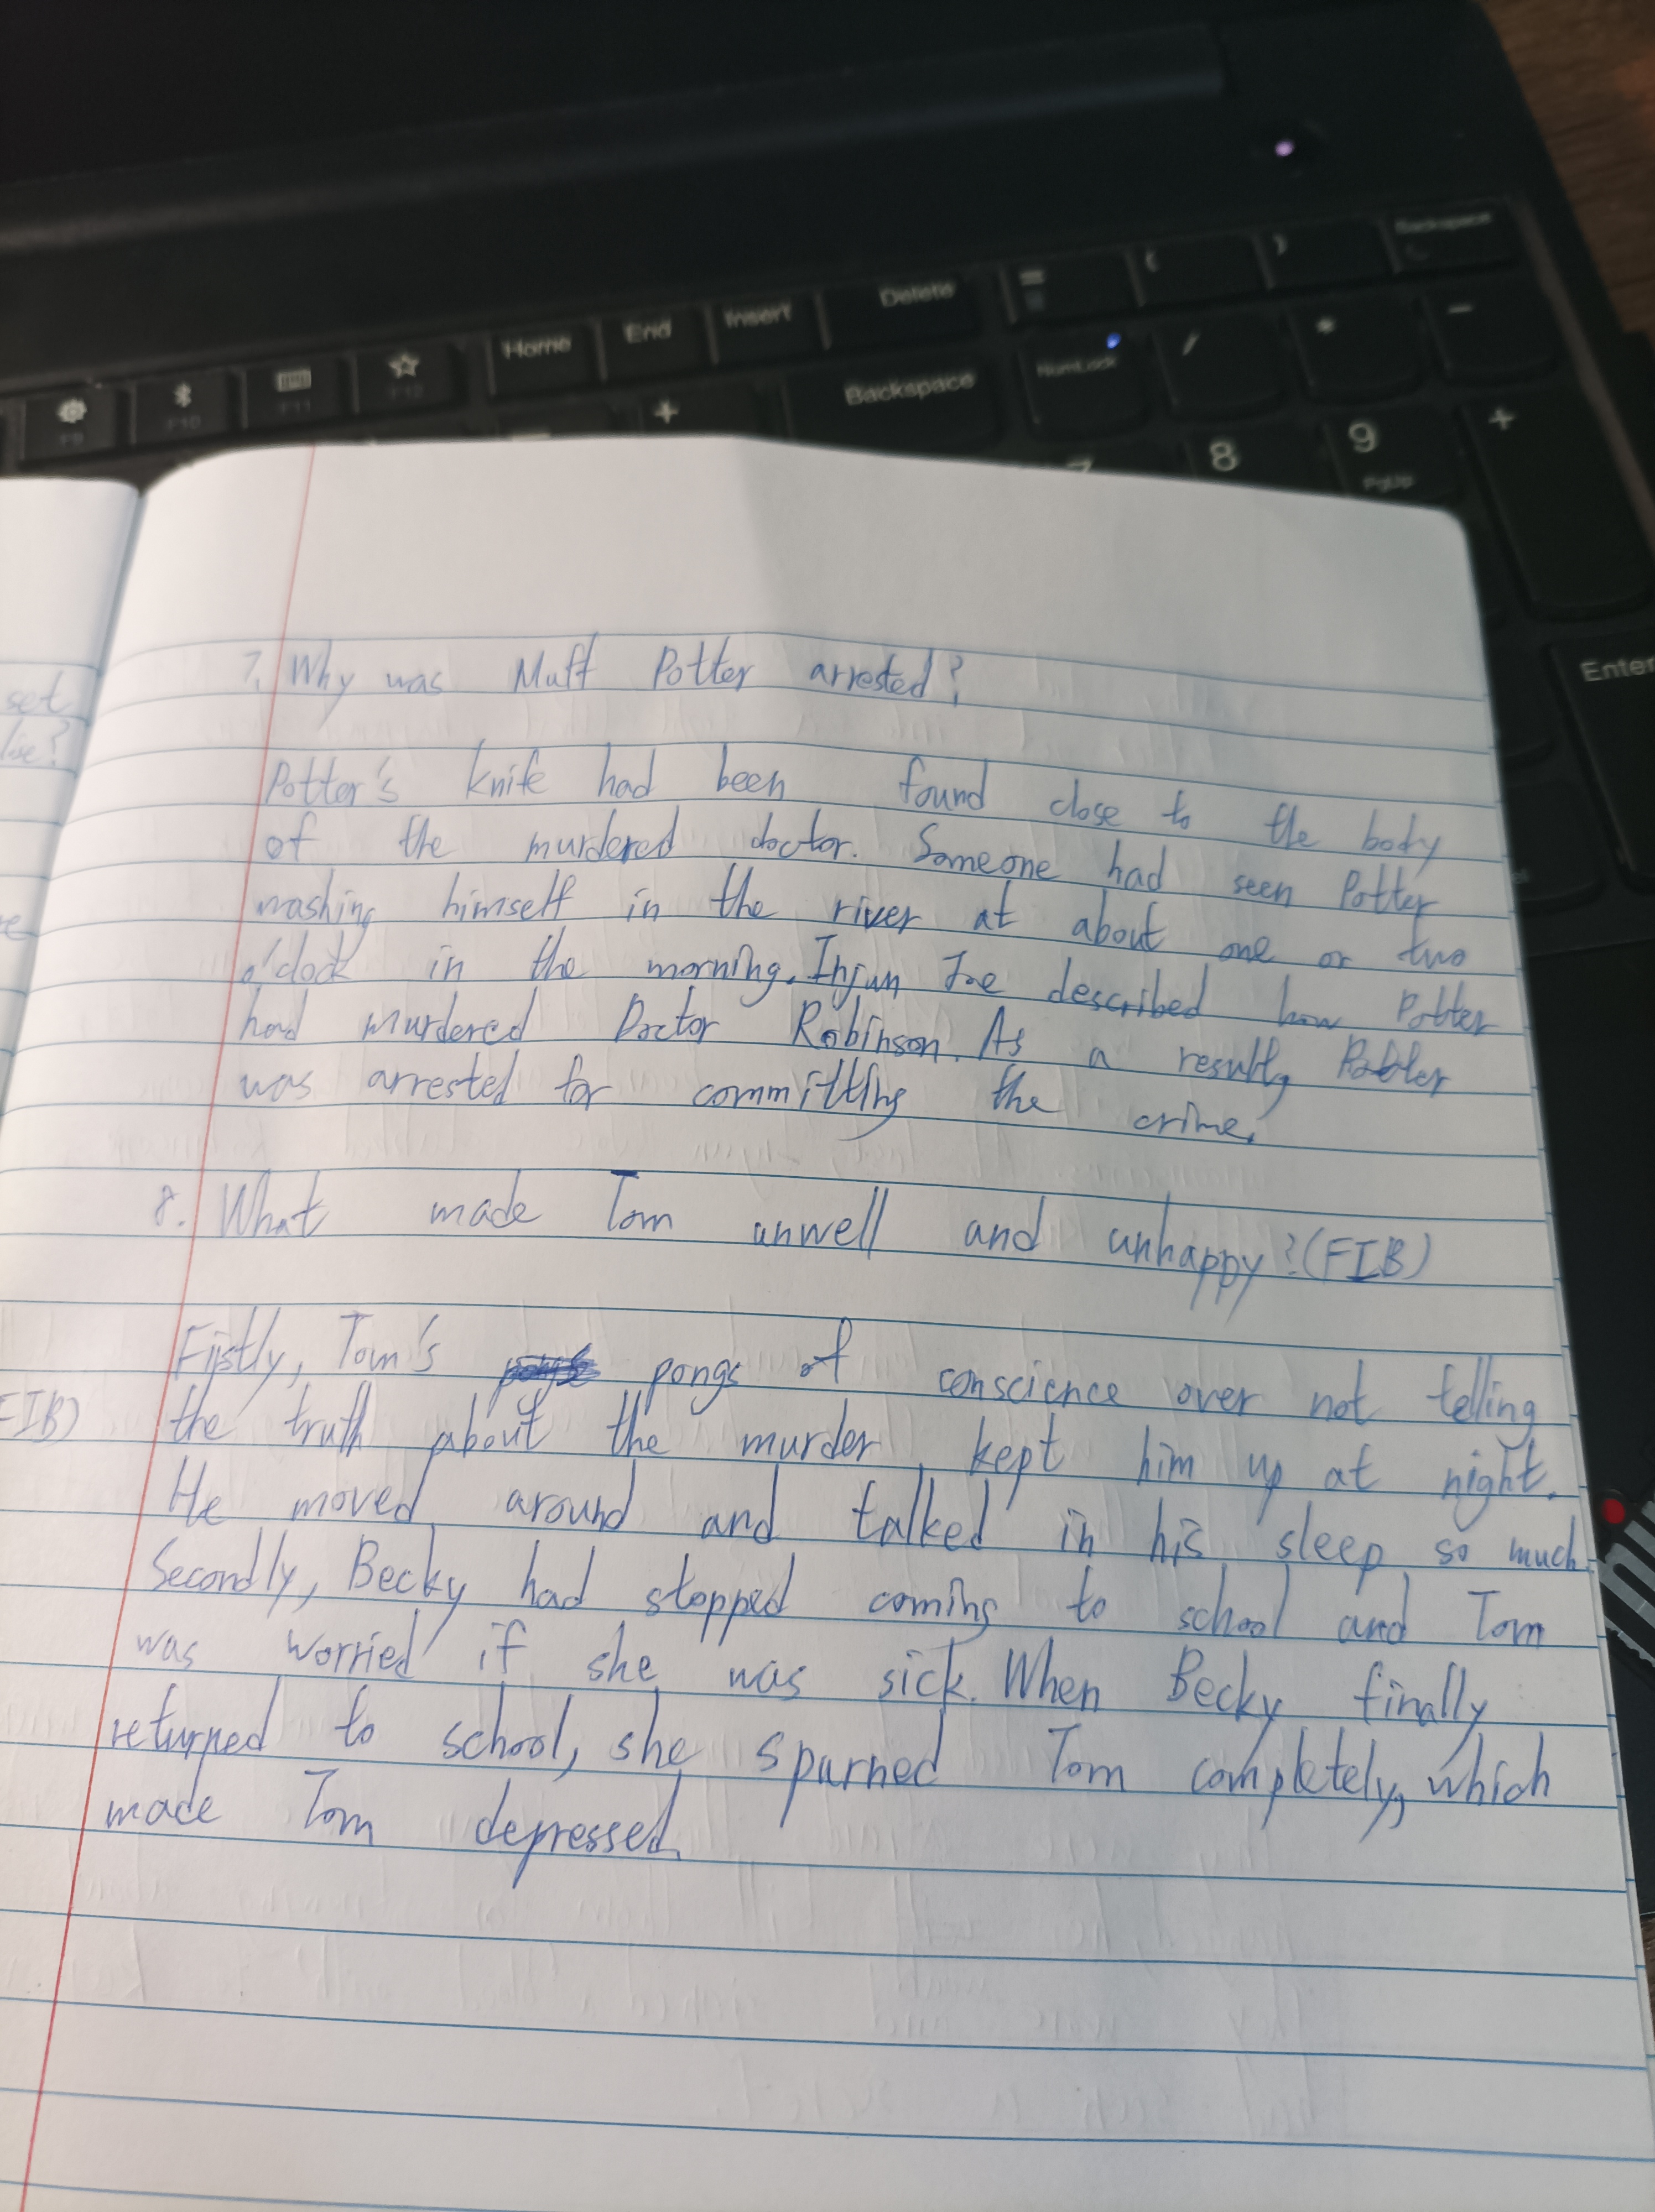 Backspace
=
(
)
Home
End
Insert
Delete
F9
F10
F11
F12
+
Backspace
NumLock
/
*
-
7
8
9
PgUp
+
Enter
set
re
FIB)
7. Why was Muff Potter arrested?
Potter's knife had been found close to the body
of the murdered doctor. Someone had seen Potter
washing himself in the river at about one or two
o'clock in the morning. Injun Joe described how Potter
had murdered Doctor Robinson. As a result, Potter
was arrested for committing the crime.
8. What made Tom unwell and unhappy? (FIB)
Firstly, Tom's pongs of conscience over not telling
the truth about the murder kept him up at night.
He moved around and talked in his sleep so much.
Secondly, Becky had stopped coming to school and Tom
was worried if she was sick. When Becky finally
returned to school, she spurned Tom completely, which
made Tom depressed.